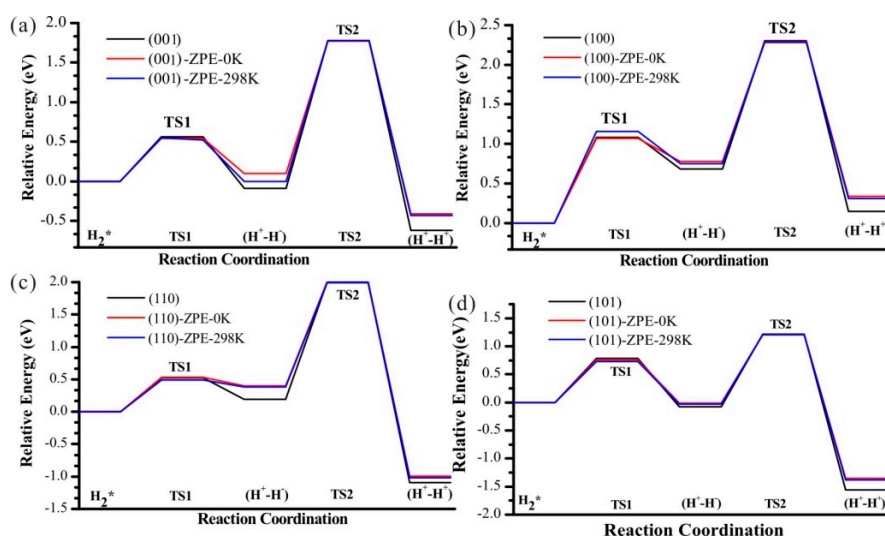 (a)
Relative Energy (eV)
2.0
1.5
1.0
0.5
0.0
-0.5
(001)
(001)-ZPE-0K
(001)-ZPE-298K
TS1
TS2
H₂*
TS1
(H⁺-H⁻)
TS2
(H⁺-H⁺)
Reaction Coordination
(b)
Relative Energy (eV)
2.5
2.0
1.5
1.0
0.5
0.0
(100)
(100)-ZPE-0K
(100)-ZPE-298K
TS1
TS2
H₂*
TS1
(H⁺-H⁻)
TS2
(H⁺-H⁺)
Reaction Coordination
(c)
Relative Energy (eV)
2.0
1.5
1.0
0.5
0.0
-0.5
-1.0
-1.5
(110)
(110)-ZPE-0K
(110)-ZPE-298K
TS1
TS2
H₂*
TS1
(H⁺-H⁻)
TS2
(H⁺-H⁺)
Reaction Coordination
(d)
Relative Energy(eV)
1.5
1.0
0.5
0.0
-0.5
-1.0
-1.5
-2.0
(101)
(101)-ZPE-0K
(101)-ZPE-298K
TS1
TS2
H₂*
TS1
(H⁺-H⁻)
TS2
(H⁺-H⁺)
Reaction Coordination